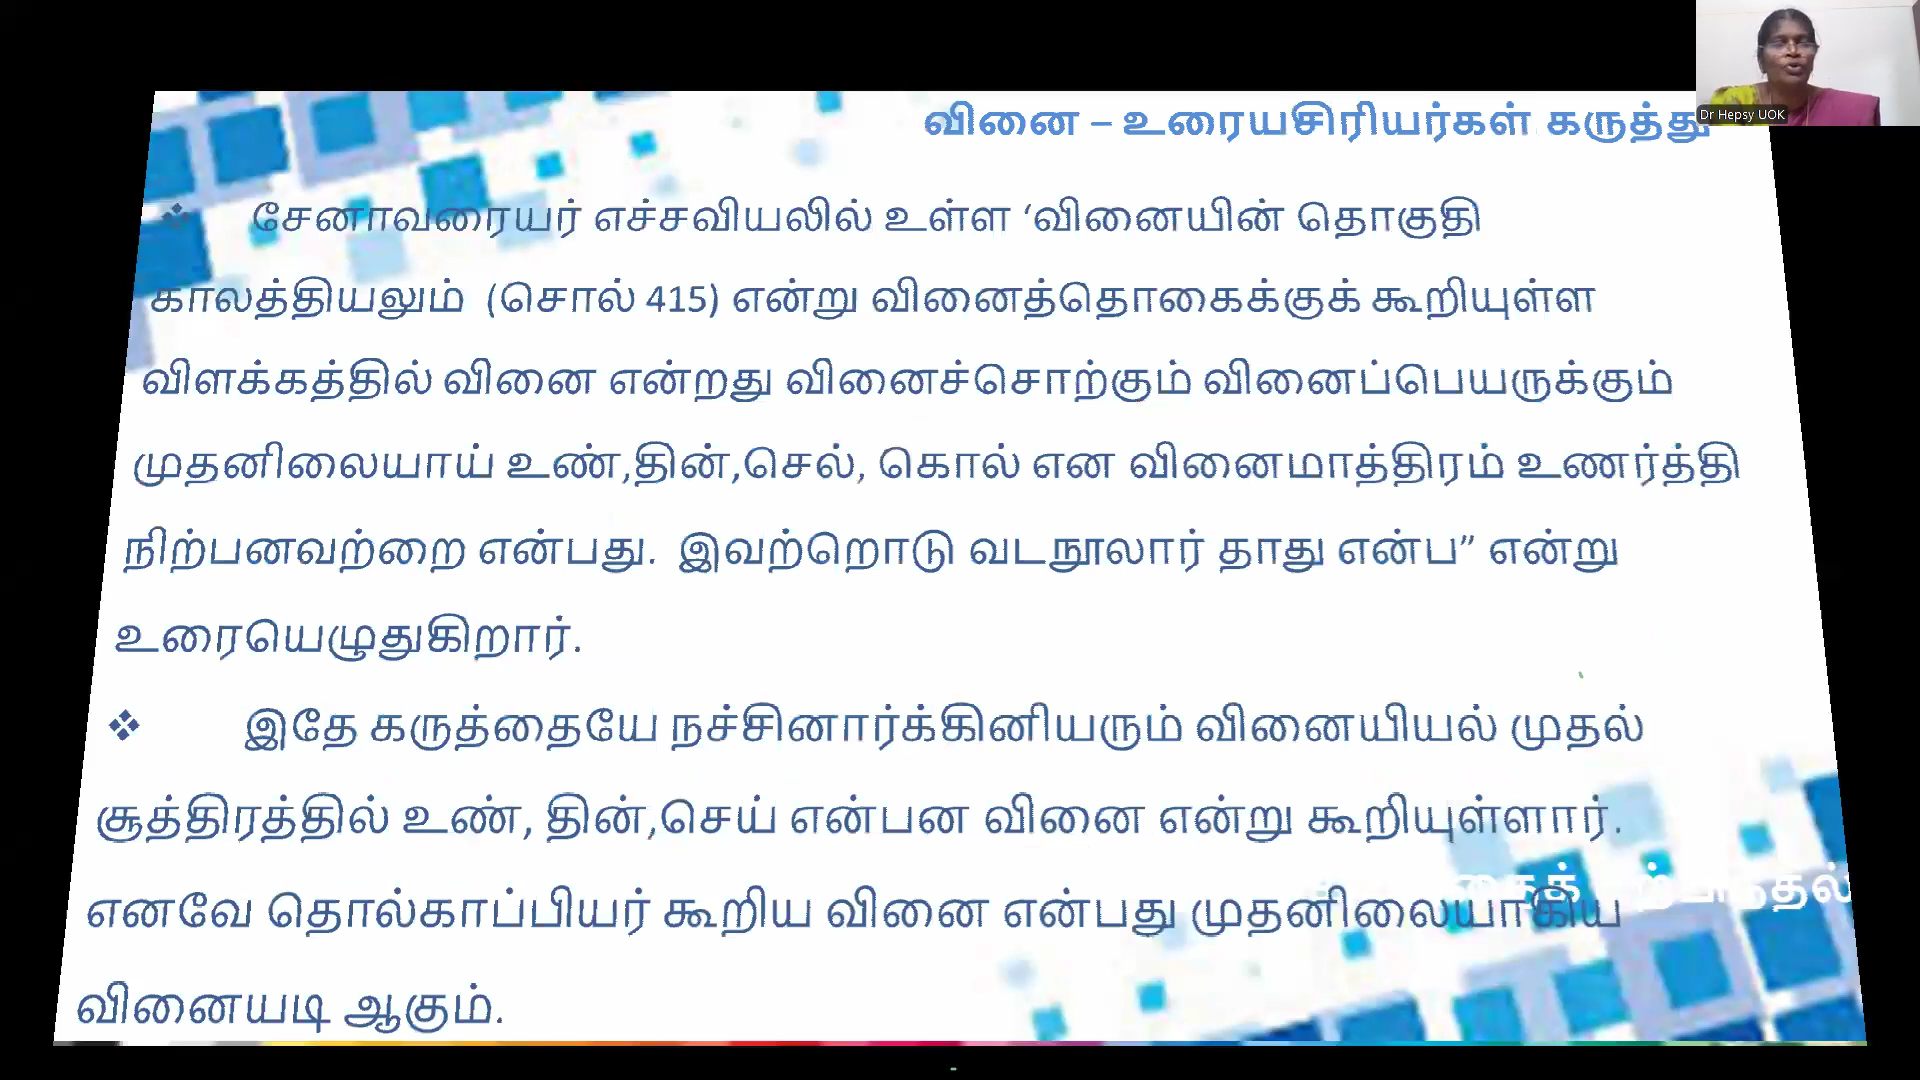 வினை – உரையசிரியர்கள் கருத்து
Dr Hepsy UOK
❖ சேனாவரையர் எச்சவியலில் உள்ள ‘வினையின் தொகுதி
காலத்தியலும் (சொல் 415) என்று வினைத்தொகைக்குக் கூறியுள்ள
விளக்கத்தில் வினை என்றது வினைச்சொற்கும் வினைப்பெயருக்கும்
முதனிலையாய் உண்,தின்,செல், கொல் என வினைமாத்திரம் உணர்த்தி
நிற்பனவற்றை என்பது. இவற்றொடு வடநூலார் தாது என்ப” என்று
உரையெழுதுகிறார்.
❖ இதே கருத்தையே நச்சினார்க்கினியரும் வினையியல் முதல்
சூத்திரத்தில் உண், தின்,செய் என்பன வினை என்று கூறியுள்ளார்.
எனவே தொல்காப்பியர் கூறிய வினை என்பது முதனிலையாகிய
வினையடி ஆகும்.